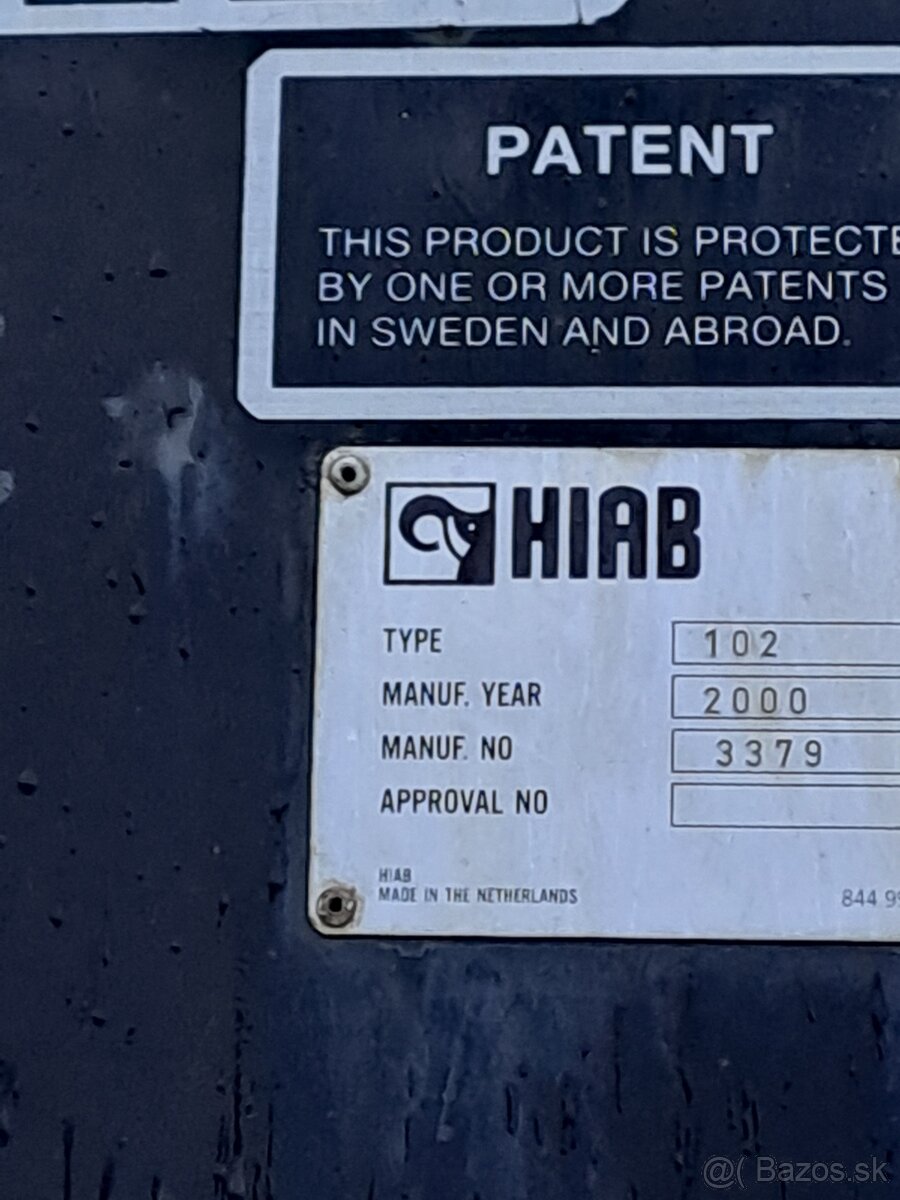 PATENT
THIS PRODUCT IS PROTECTE
BY ONE OR MORE PATENTS
IN SWEDEN AND ABROAD.
HIAB
TYPE 102
MANUF. YEAR 2000
MANUF. NO 3379
APPROVAL NO
HIAB
MADE IN THE NETHERLANDS 844 99
@( Bazos.sk